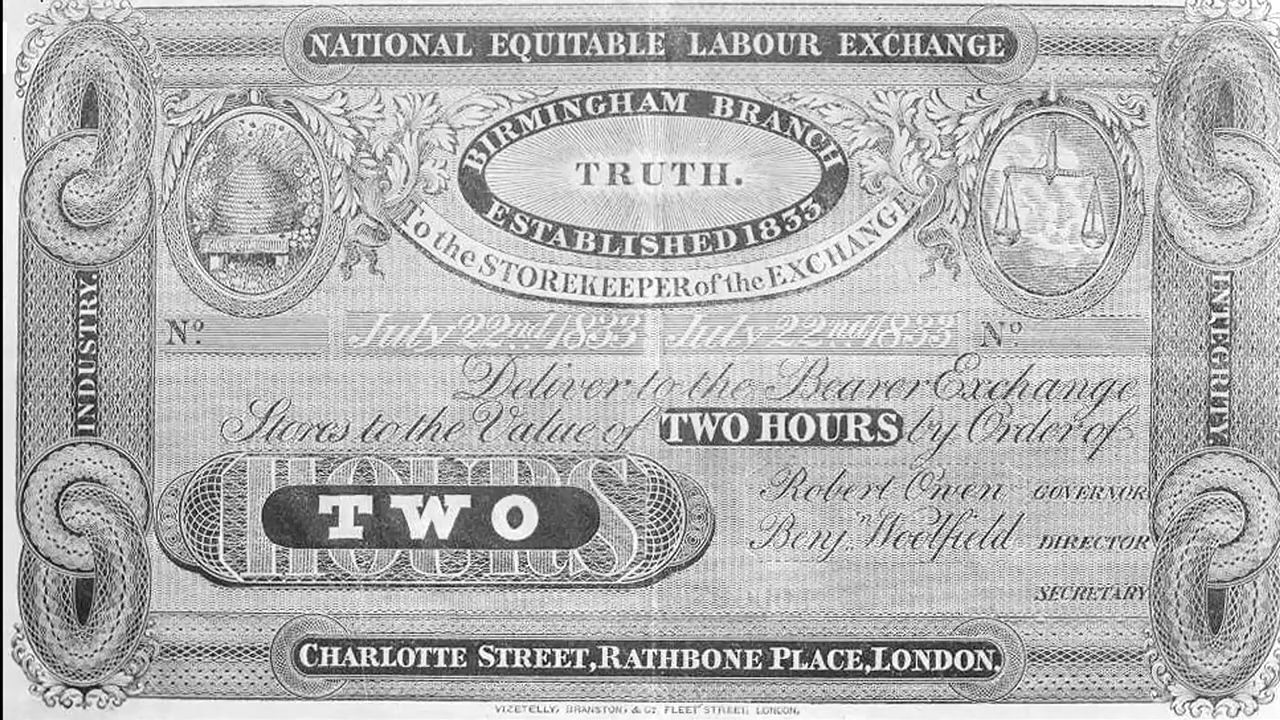 NATIONAL EQUITABLE LABOUR EXCHANGE
BIRMINGHAM BRANCH
TRUTH.
ESTABLISHED 1833
To the STOREKEEPER of the EXCHANGE
Nº. July 22nd 1833 July 22nd 1833 Nº
Deliver to the Bearer Exchange
Stores to the Value of TWO HOURS by Order of
HOURS
TWO
Robert Owen GOVERNOR
Benj.n Woolfield DIRECTOR
SECRETARY
INDUSTRY.
INTEGRITY.
CHARLOTTE STREET, RATHBONE PLACE, LONDON.
VIZETELLY, BRANSTON, & Co. FLEET STREET, LONDON.